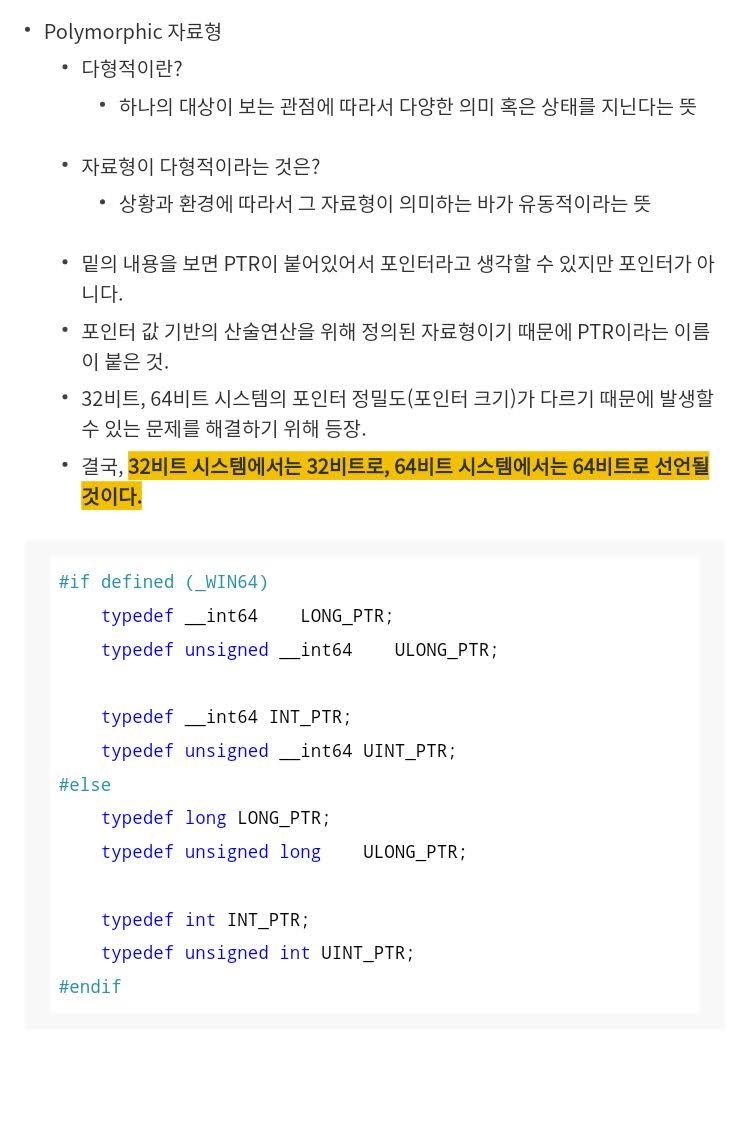 • Polymorphic 자료형
• 다형적이란?
• 하나의 대상이 보는 관점에 따라서 다양한 의미 혹은 상태를 지닌다는 뜻
• 자료형이 다형적이라는 것은?
• 상황과 환경에 따라서 그 자료형이 의미하는 바가 유동적이라는 뜻
• 밑의 내용을 보면 PTR이 붙어있어서 포인터라고 생각할 수 있지만 포인터가 아
니다.
• 포인터 값 기반의 산술연산을 위해 정의된 자료형이기 때문에 PTR이라는 이름
이 붙은 것.
• 32비트, 64비트 시스템의 포인터 정밀도(포인터 크기)가 다르기 때문에 발생할
수 있는 문제를 해결하기 위해 등장.
• 결국, 32비트 시스템에서는 32비트로, 64비트 시스템에서는 64비트로 선언될
것이다.
#if defined (_WIN64)
typedef __int64    LONG_PTR;
typedef unsigned __int64    ULONG_PTR;
typedef __int64 INT_PTR;
typedef unsigned __int64 UINT_PTR;
#else
typedef long LONG_PTR;
typedef unsigned long    ULONG_PTR;
typedef int INT_PTR;
typedef unsigned int UINT_PTR;
#endif